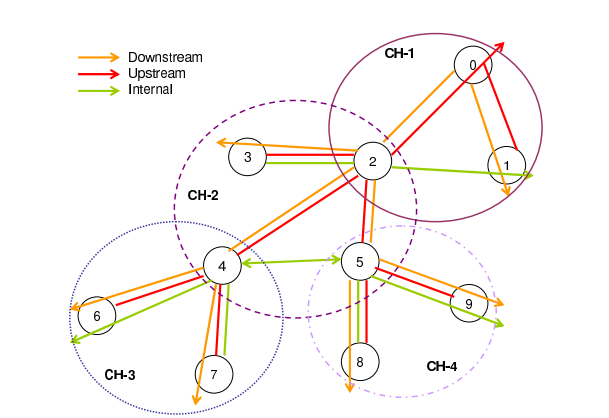 CH-1
Downstream
Upstream
Internal
0
3
2
1
CH-2
4
5
6
9
7
8
CH-3
CH-4